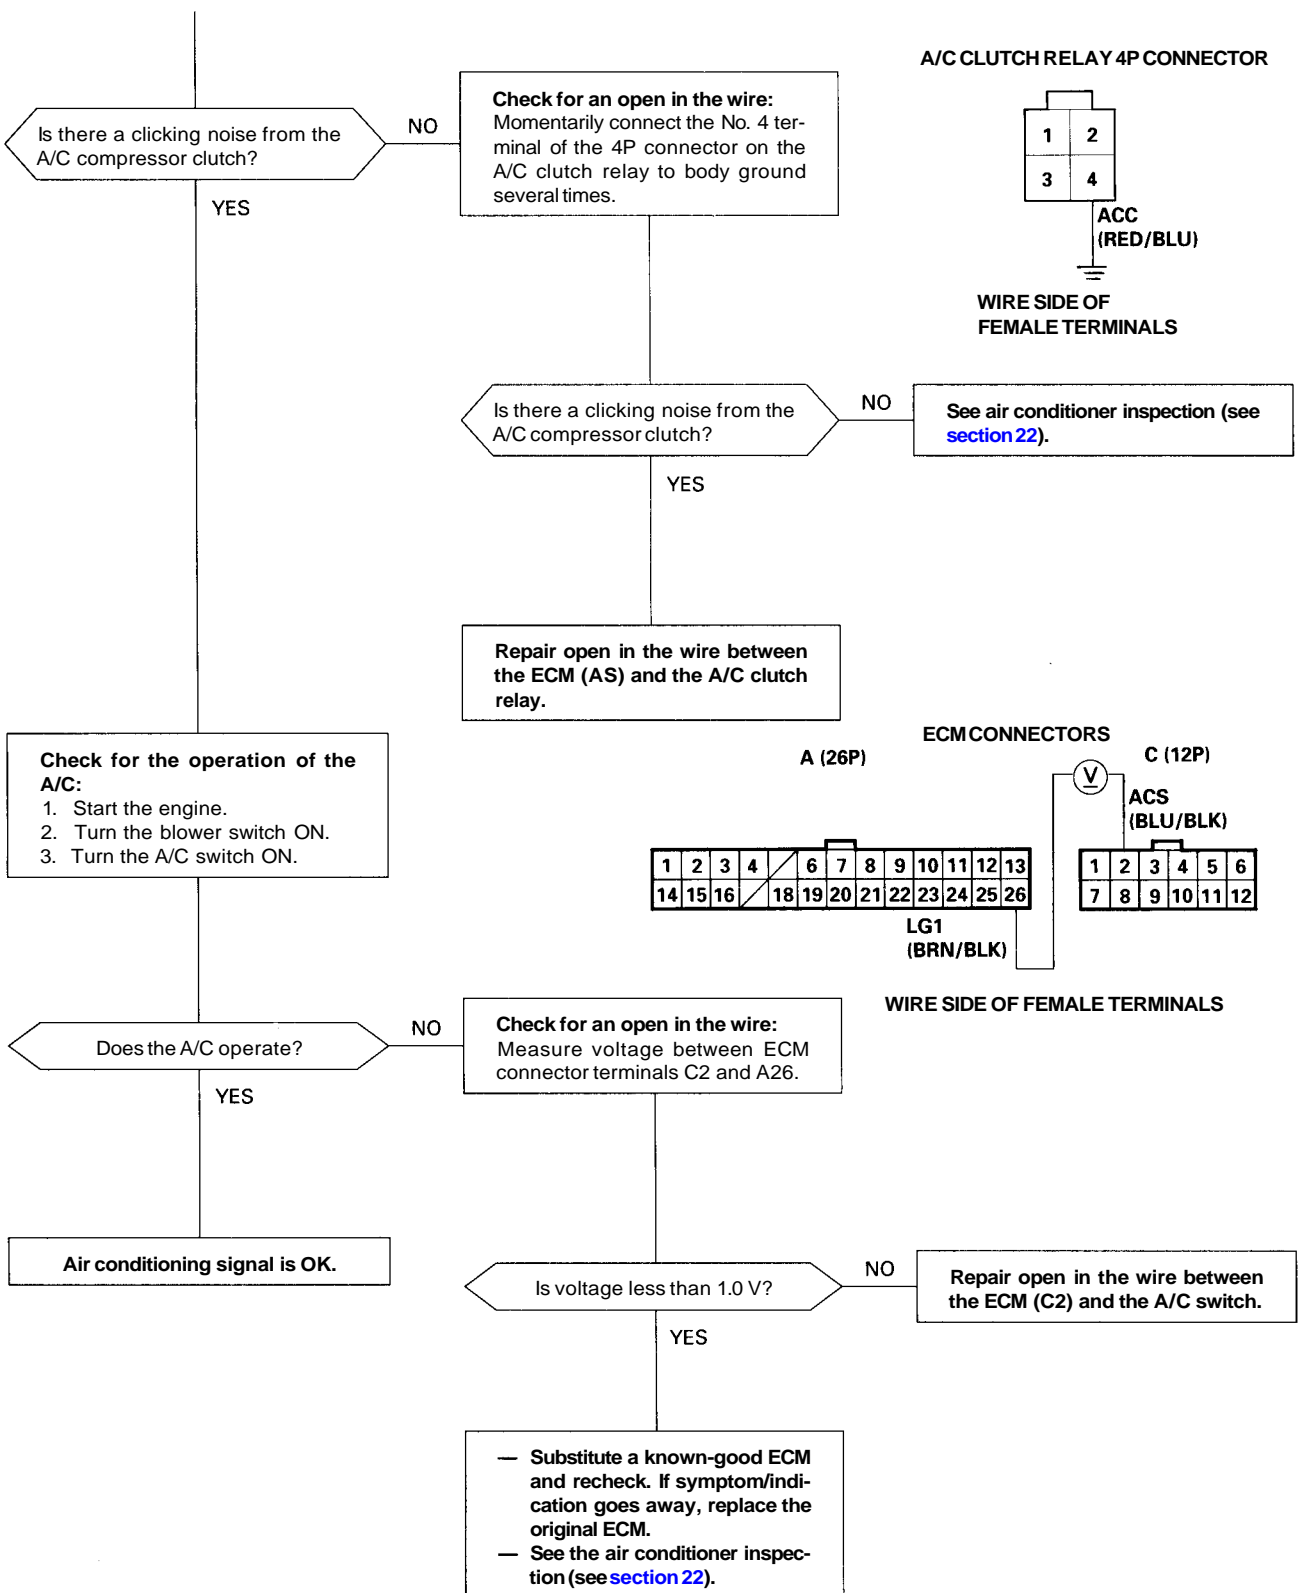 Is there a clicking noise from the
A/C compressor clutch?
NO
YES
Check for an open in the wire:
Momentarily connect the No. 4 ter-
minal of the 4P connector on the
A/C clutch relay to body ground
several times.
A/C CLUTCH RELAY 4P CONNECTOR
1 2
3 4
ACC
(RED/BLU)
WIRE SIDE OF
FEMALE TERMINALS
Is there a clicking noise from the
A/C compressor clutch?
NO
YES
See air conditioner inspection (see
section 22).
Repair open in the wire between
the ECM (AS) and the A/C clutch
relay.
Check for the operation of the
A/C:
1. Start the engine.
2. Turn the blower switch ON.
3. Turn the A/C switch ON.
ECM CONNECTORS
A (26P)
C (12P)
V
ACS
(BLU/BLK)
1 2 3 4 6 7 8 9 10 11 12 13
14 15 16 18 19 20 21 22 23 24 25 26
1 2 3 4 5 6
7 8 9 10 11 12
LG1
(BRN/BLK)
WIRE SIDE OF FEMALE TERMINALS
Does the A/C operate?
NO
YES
Check for an open in the wire:
Measure voltage between ECM
connector terminals C2 and A26.
Air conditioning signal is OK.
Is voltage less than 1.0 V?
NO
YES
Repair open in the wire between
the ECM (C2) and the A/C switch.
— Substitute a known-good ECM
and recheck. If symptom/indi-
cation goes away, replace the
original ECM.
— See the air conditioner inspec-
tion (see section 22).